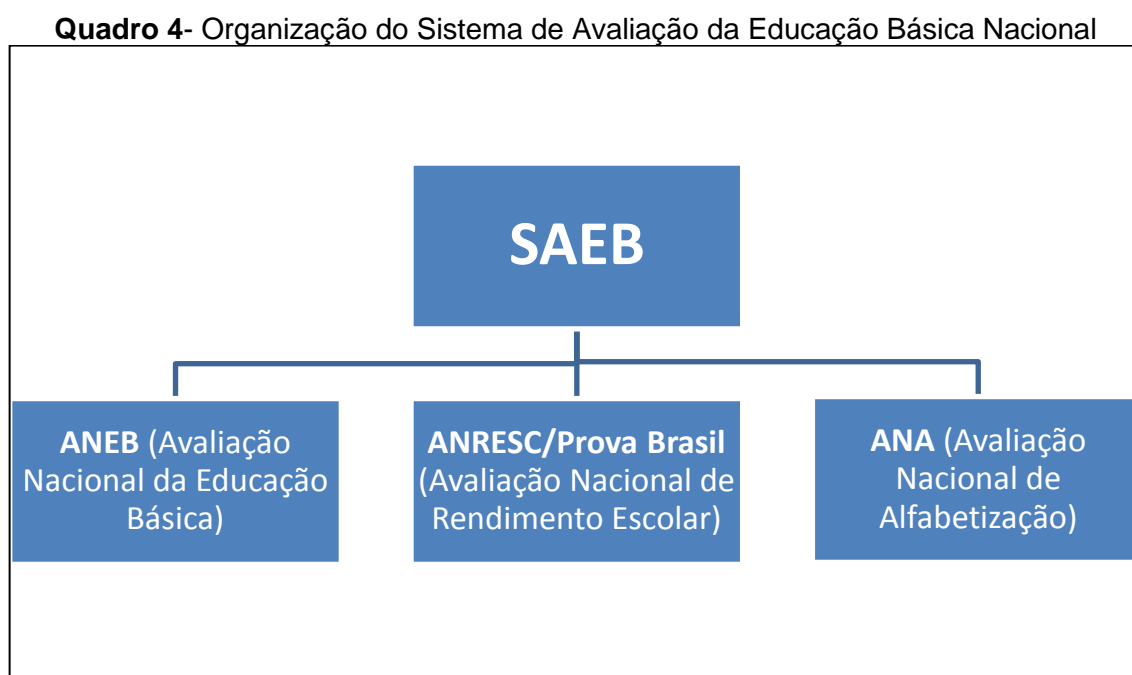 Quadro 4- Organização do Sistema de Avaliação da Educação Básica Nacional
SAEB
ANEB (Avaliação
Nacional da Educação
Básica)
ANRESC/Prova Brasil
(Avaliação Nacional de
Rendimento Escolar)
ANA (Avaliação
Nacional de
Alfabetização)